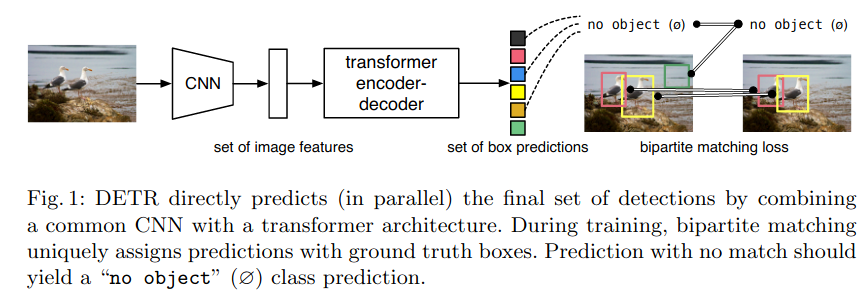 no object (ø)
no object (ø)
CNN
transformer
encoder-
decoder
set of image features
set of box predictions
bipartite matching loss
Fig. 1: DETR directly predicts (in parallel) the final set of detections by combining
a common CNN with a transformer architecture. During training, bipartite matching
uniquely assigns predictions with ground truth boxes. Prediction with no match should
yield a “no object” (∅) class prediction.